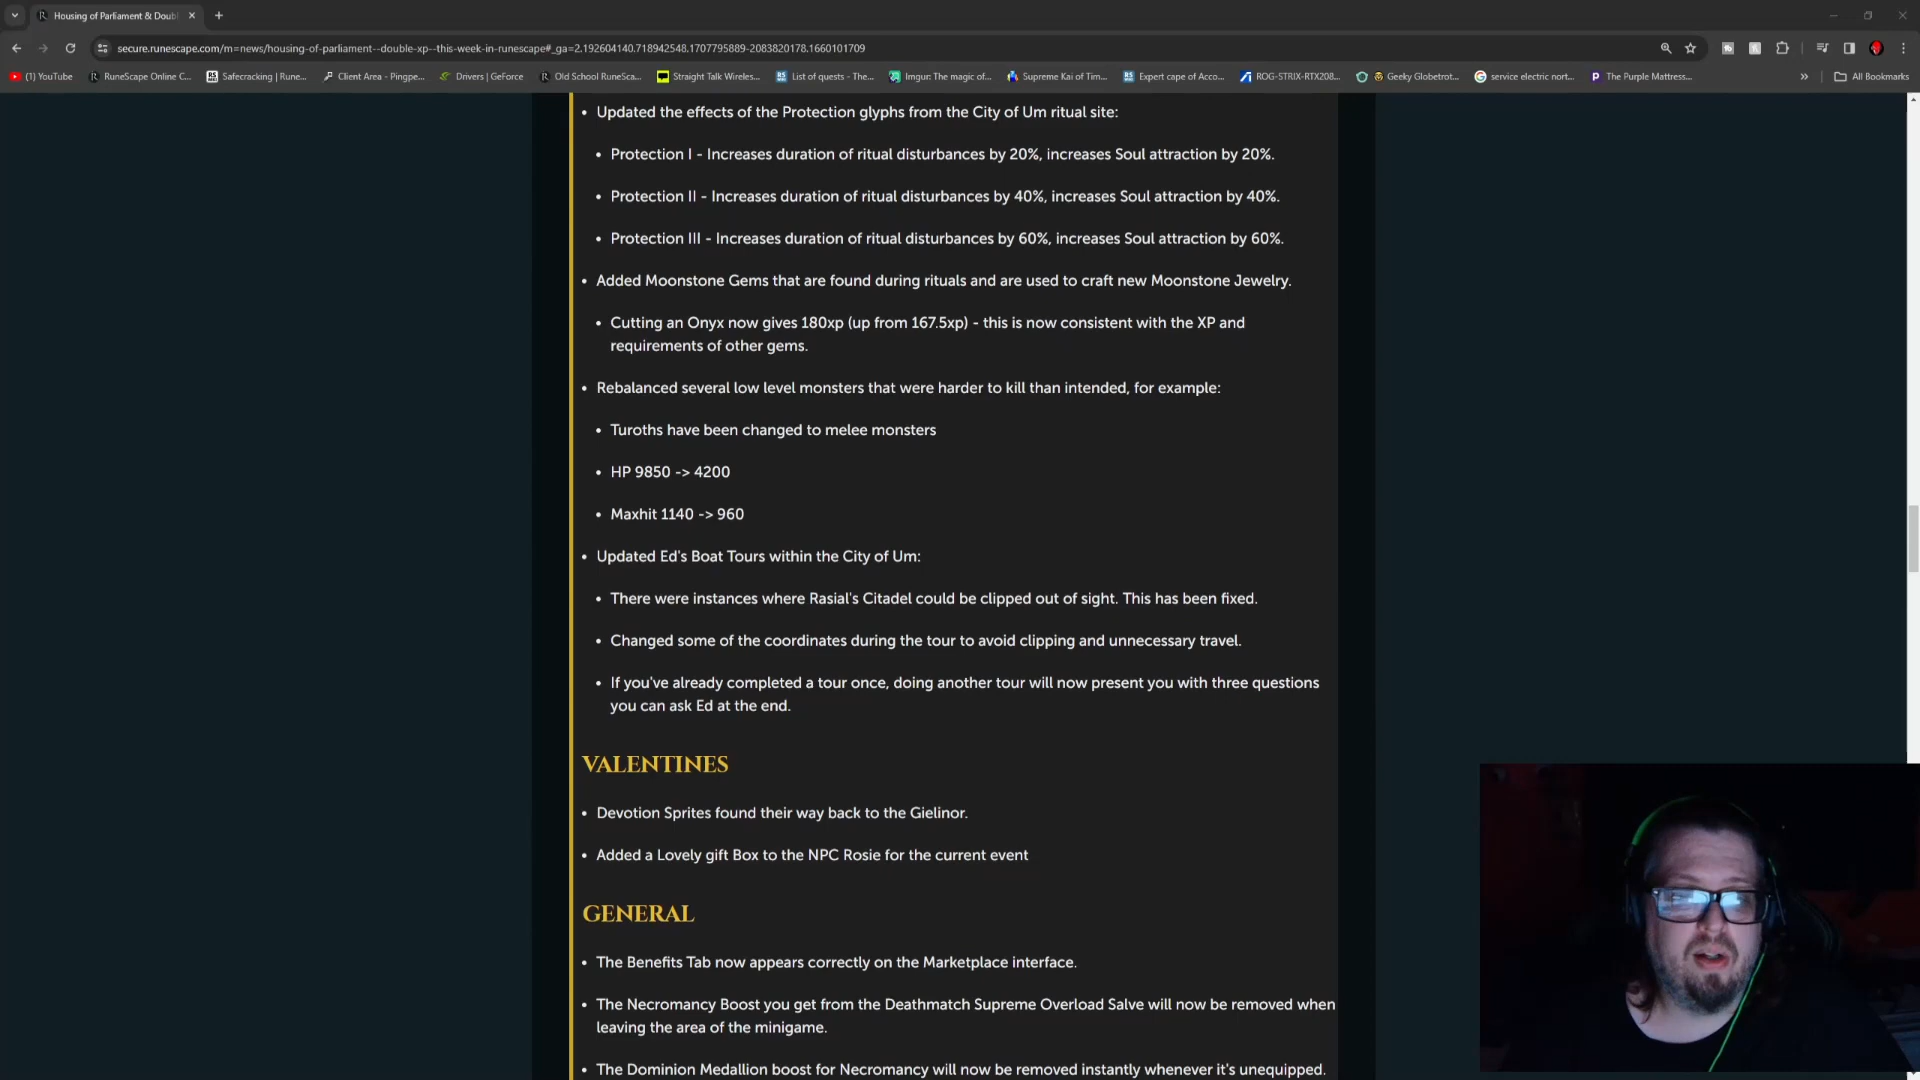 Housing of Parliament & Doubl
secure.runescape.com/m=news/housing-of-parliament--double-xp--this-week-in-runescape#_ga=2.192604140.718942548.1707795889-2083820178.1660101709
(1) YouTube
RuneScape Online C...
Safecracking | Rune...
Client Area - Pingpe...
Drivers | GeForce
Old School RuneSca...
Straight Talk Wireles...
List of quests - The...
Imgur: The magic of...
Supreme Kai of Tim...
Expert cape of Acco...
ROG-STRIX-RTX208...
Geeky Globetrot...
service electric nort...
The Purple Mattress...
All Bookmarks
• Updated the effects of the Protection glyphs from the City of Um ritual site:
• Protection I - Increases duration of ritual disturbances by 20%, increases Soul attraction by 20%.
• Protection II - Increases duration of ritual disturbances by 40%, increases Soul attraction by 40%.
• Protection III - Increases duration of ritual disturbances by 60%, increases Soul attraction by 60%.
• Added Moonstone Gems that are found during rituals and are used to craft new Moonstone Jewelry.
• Cutting an Onyx now gives 180xp (up from 167.5xp) - this is now consistent with the XP and
requirements of other gems.
• Rebalanced several low level monsters that were harder to kill than intended, for example:
• Turoths have been changed to melee monsters
• HP 9850 -> 4200
• Maxhit 1140 -> 960
• Updated Ed's Boat Tours within the City of Um:
• There were instances where Rasial's Citadel could be clipped out of sight. This has been fixed.
• Changed some of the coordinates during the tour to avoid clipping and unnecessary travel.
• If you've already completed a tour once, doing another tour will now present you with three questions
you can ask Ed at the end.
VALENTINES
• Devotion Sprites found their way back to the Gielinor.
• Added a Lovely gift Box to the NPC Rosie for the current event
GENERAL
• The Benefits Tab now appears correctly on the Marketplace interface.
• The Necromancy Boost you get from the Deathmatch Supreme Overload Salve will now be removed when
leaving the area of the minigame.
• The Dominion Medallion boost for Necromancy will now be removed instantly whenever it's unequipped.